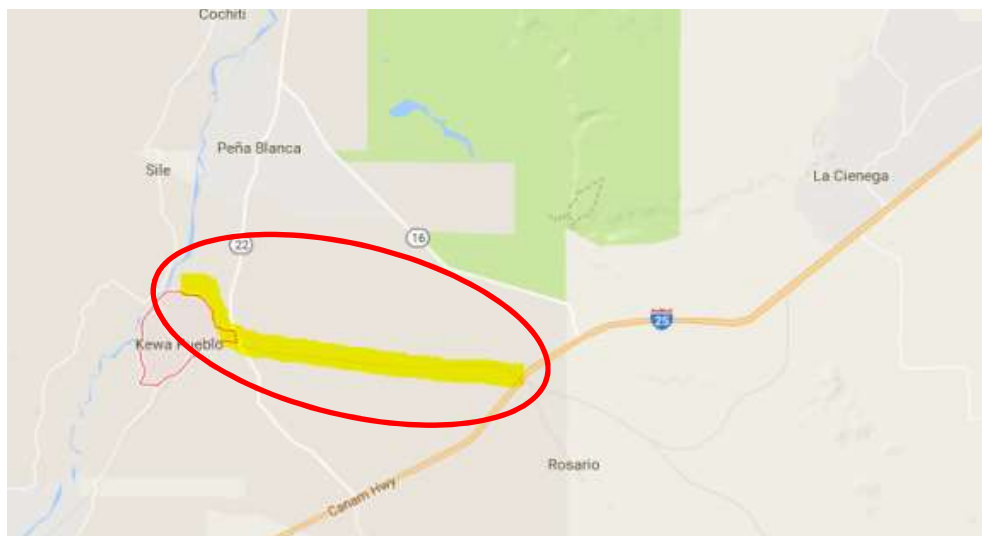 Cochiti
Peña Blanca
Sile
La Cienega
16
22
25
Kewa Pueblo
Rosario
Canam Hwy